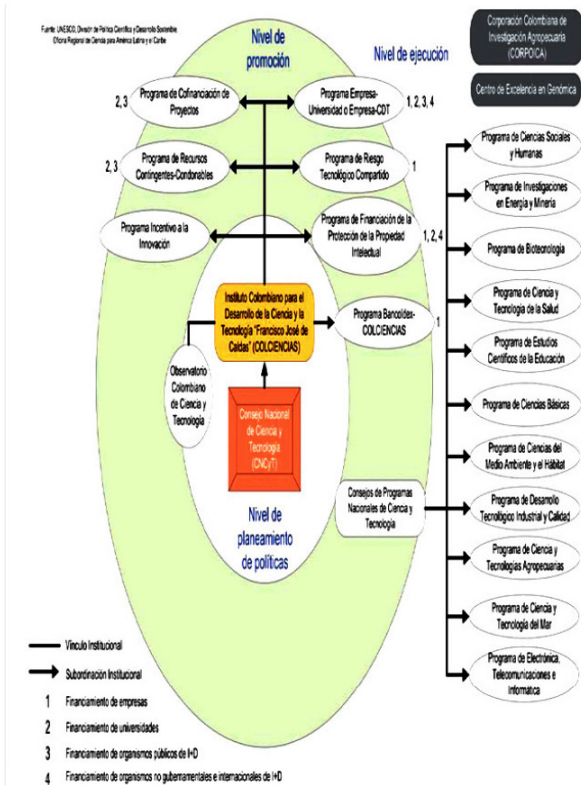 Fuente: UNESCO, División de Política Científica y Desarrollo Sostenible,
Oficina Regional de Ciencia para América Latina y el Caribe
Nivel de
promoción
Nivel de ejecución
Corporación Colombiana de
Investigación Agropecuaria
(CORPOICA)
Centro de Excelencia en Genómica
2, 3
Programa de Cofinanciación de
Proyectos
Programa Empresa-
Universidad o Empresa-CDT
1, 2, 3, 4
2, 3
Programa de Recursos
Contingentes-Condonables
Programa de Riesgo
Tecnológico Compartido
1
Programa Incentivo a la
Innovación
Programa de Financiación de la
Protección de la Propiedad
Intelectual
1, 2, 4
Instituto Colombiano para el
Desarrollo de la Ciencia y la
Tecnología "Francisco José de
Caldas" (COLCIENCIAS)
Programa Bancoldex-
COLCIENCIAS
1
Observatorio
Colombiano
de Ciencia y
Tecnología
Consejo Nacional
de Ciencia y
Tecnología
(CNCyT)
Nivel de
planeamiento
de políticas
Consejos de Programas
Nacionales de Ciencia y
Tecnología
Programa de Ciencias Sociales
y Humanas
Programa de Investigaciones
en Energía y Minería
Programa de Biotecnología
Programa de Ciencia y
Tecnología de la Salud
Programa de Estudios
Científicos de la Educación
Programa de Ciencias Básicas
Programa de Ciencias del
Medio Ambiente y el Hábitat
Programa de Desarrollo
Tecnológico Industrial y Calidad
Programa de Ciencia y
Tecnologías Agropecuarias
Programa de Ciencia y
Tecnología del Mar
Programa de Electrónica,
Telecomunicaciones e
Informática
Vínculo Institucional
Subordinación Institucional
1 Financiamiento de empresas
2 Financiamiento de universidades
3 Financiamiento de organismos públicos de I+D
4 Financiamiento de organismos no gubernamentales e internacionales de I+D